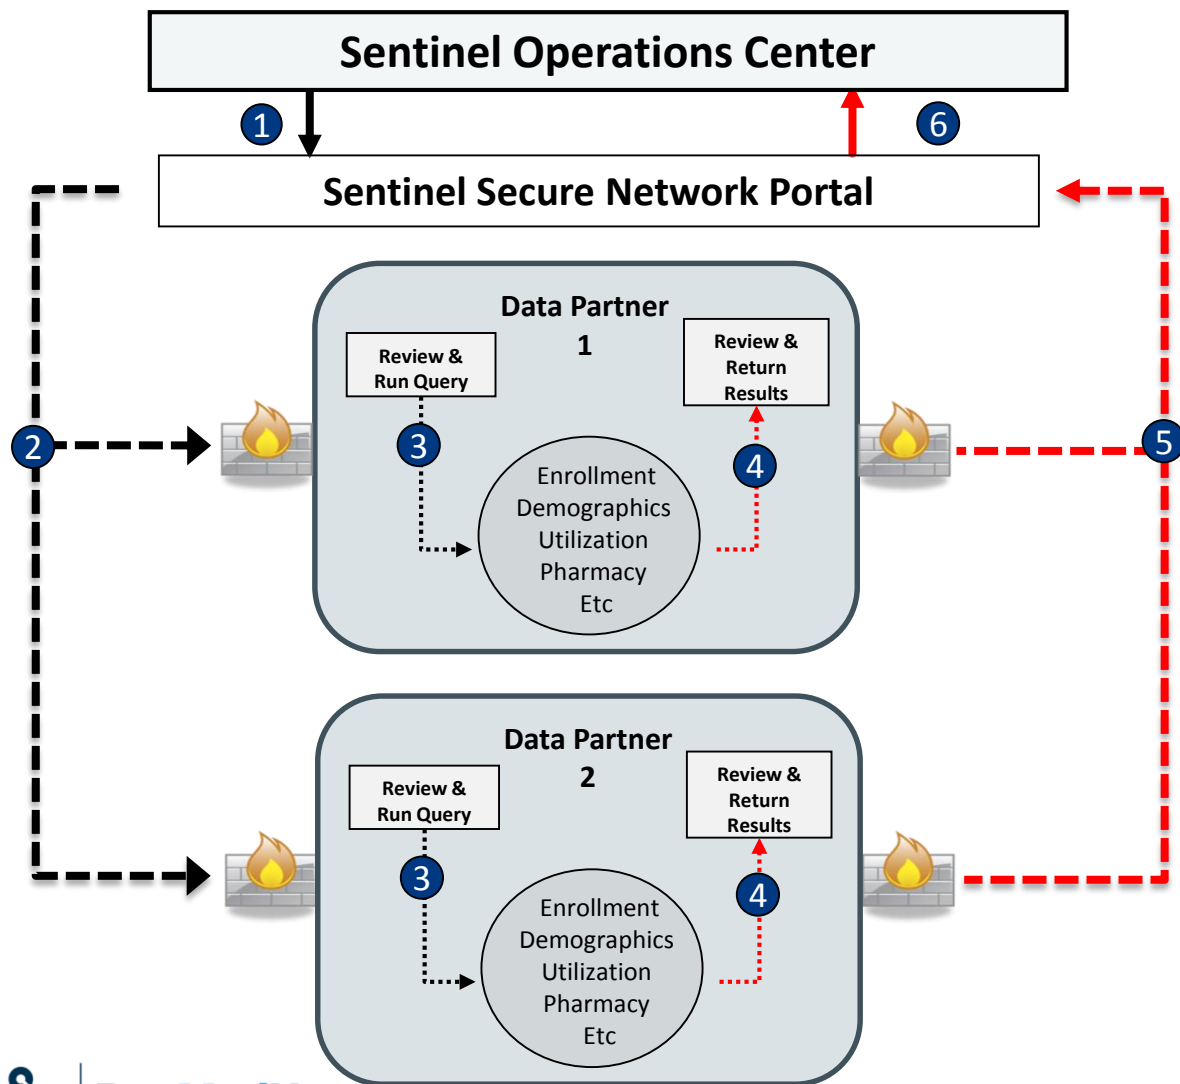 Sentinel Operations Center
1
6
Sentinel Secure Network Portal
Data Partner
1
Review &
Run Query
Review &
Return
Results
2
3
4
5
Enrollment
Demographics
Utilization
Pharmacy
Etc
Data Partner
2
Review &
Run Query
Review &
Return
Results
3
4
Enrollment
Demographics
Utilization
Pharmacy
Etc